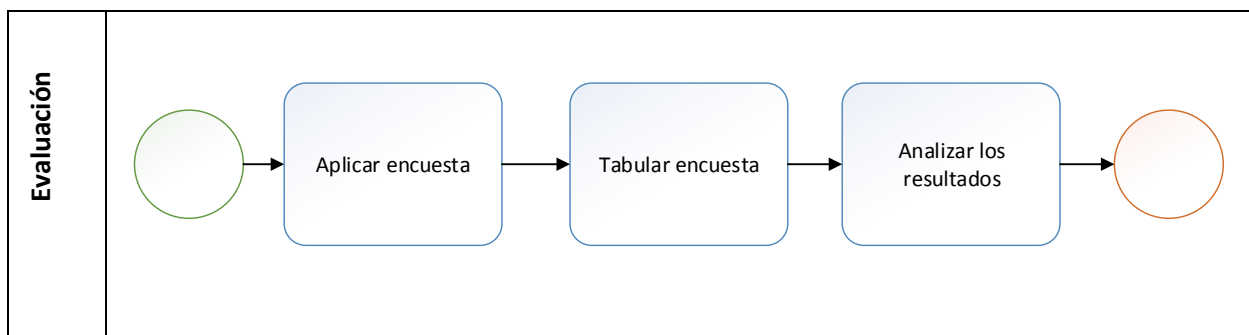 Evaluación
Aplicar encuesta
Tabular encuesta
Analizar los
resultados